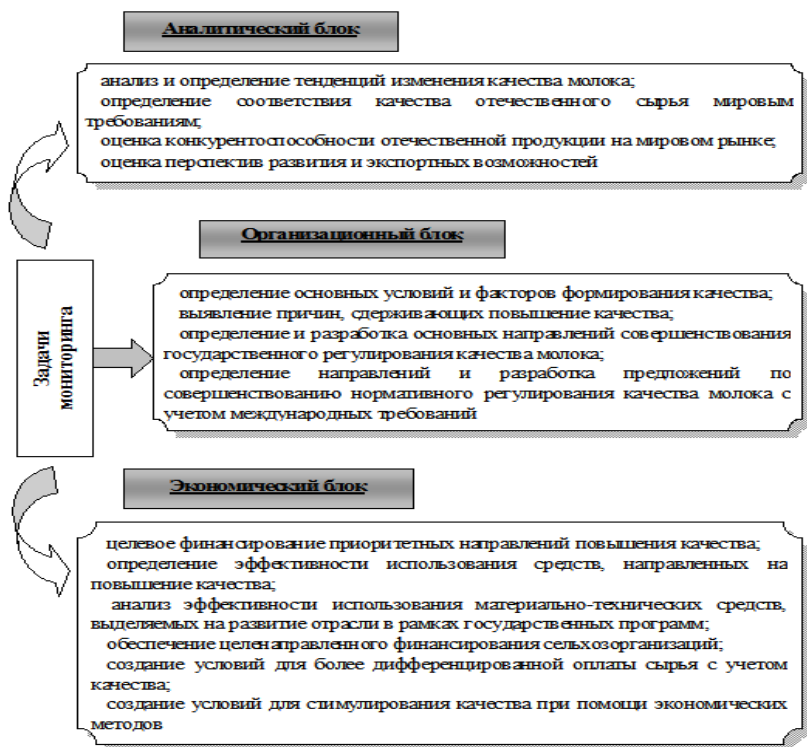 Аналитический блок
анализ и определение тенденций изменения качества молока;
определение соответствия качества отечественного сырья мировым
требованиям;
оценка конкурентоспособности отечественной продукции на мировом рынке;
оценка перспектив развития и экспортных возможностей
Организационный блок
Задачи
мониторинга
определение основных условий и факторов формирования качества;
выявление причин, сдерживающих повышение качества;
определение и разработка основных направлений совершенствования
государственного регулирования качества молока;
определение направлений и разработка предложений по
совершенствованию нормативного регулирования качества молока с
учетом международных требований
Экономический блок
целевое финансирование приоритетных направлений повышения качества;
определение эффективности использования средств, направленных на
повышение качества;
анализ эффективности использования материально-технических средств,
выделяемых на развитие отрасли в рамках государственных программ;
обеспечение целенаправленного финансирования сельхозорганизаций;
создание условий для более дифференцированной оплаты сырья с учетом
качества;
создание условий для стимулирования качества при помощи экономических
методов